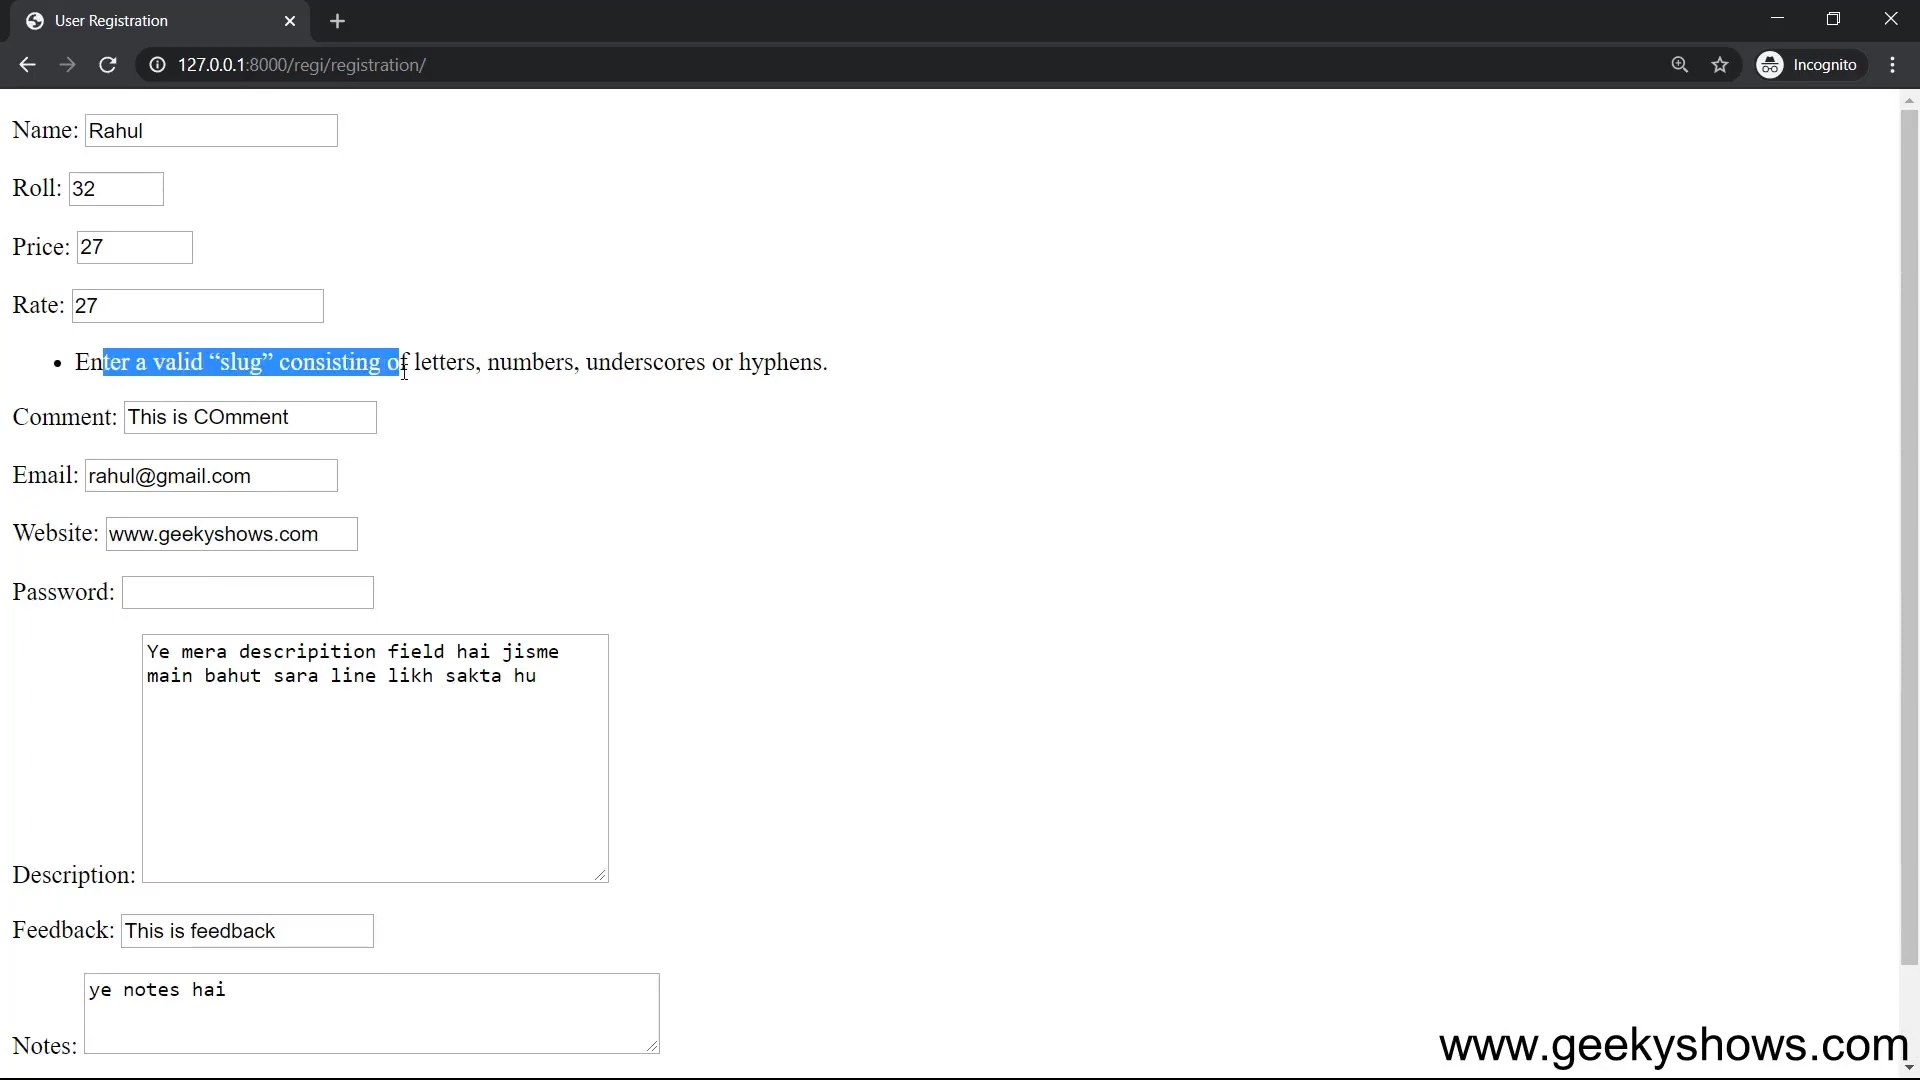 User Registration
127.0.0.1:8000/regi/registration/
Incognito
Name: Rahul
Roll: 32
Price: 27
Rate: 27
• Enter a valid “slug” consisting of letters, numbers, underscores or hyphens.
Comment: This is COmment
Email: rahul@gmail.com
Website: www.geekyshows.com
Password:
Ye mera descripition field hai jisme
main bahut sara line likh sakta hu
Description:
Feedback: This is feedback
ye notes hai
Notes:
www.geekyshows.com